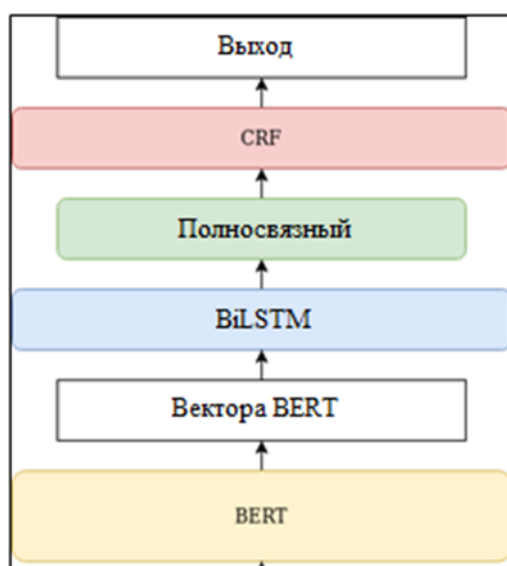 Выход
CRF
Полносвязный
BiLSTM
Вектора BERT
BERT